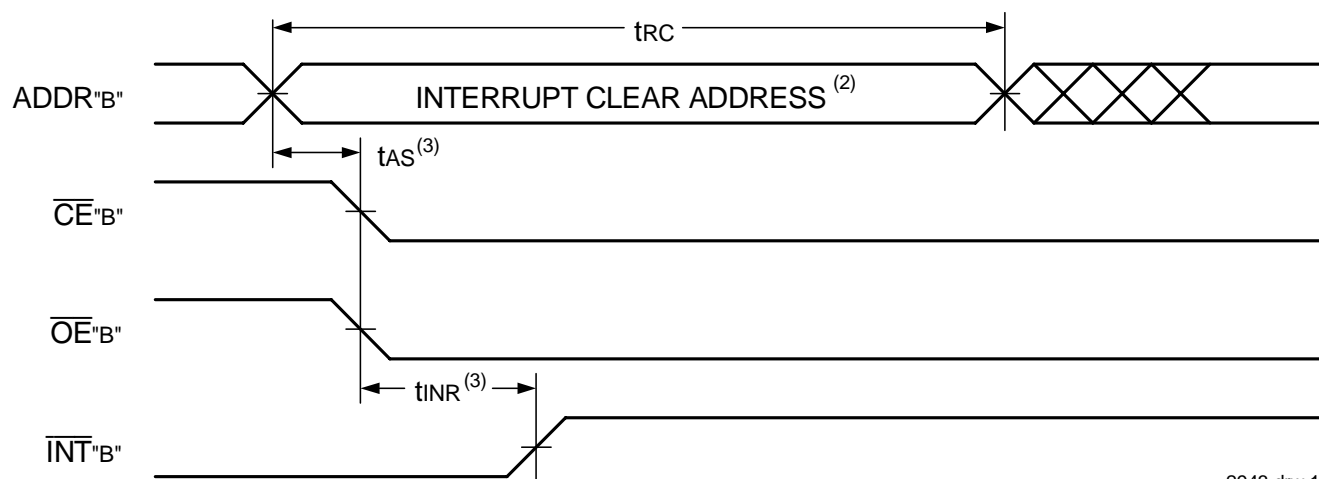 tRC
ADDR"B"
INTERRUPT CLEAR ADDRESS (2)
tAS(3)
CE"B"
OE"B"
tINR(3)
INT"B"